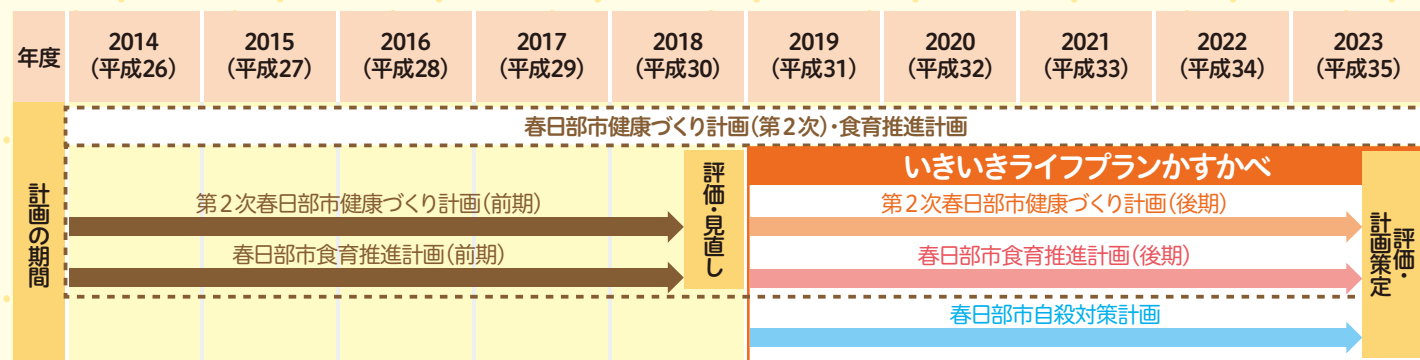 年度
2014
(平成26)
2015
(平成27)
2016
(平成28)
2017
(平成29)
2018
(平成30)
2019
(平成31)
2020
(平成32)
2021
(平成33)
2022
(平成34)
2023
(平成35)
計画の期間
春日部市健康づくり計画(第2次)・食育推進計画
第2次春日部市健康づくり計画(前期)
春日部市食育推進計画(前期)
評価・見直し
いきいきライフプランかすかべ
第2次春日部市健康づくり計画(後期)
春日部市食育推進計画(後期)
春日部市自殺対策計画
評価・
計画策定